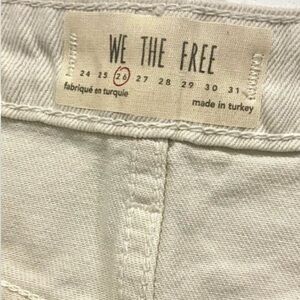 WE THE FREE
24 25 26 27 28 29 30 31
fabriqué en turquie
made in turkey